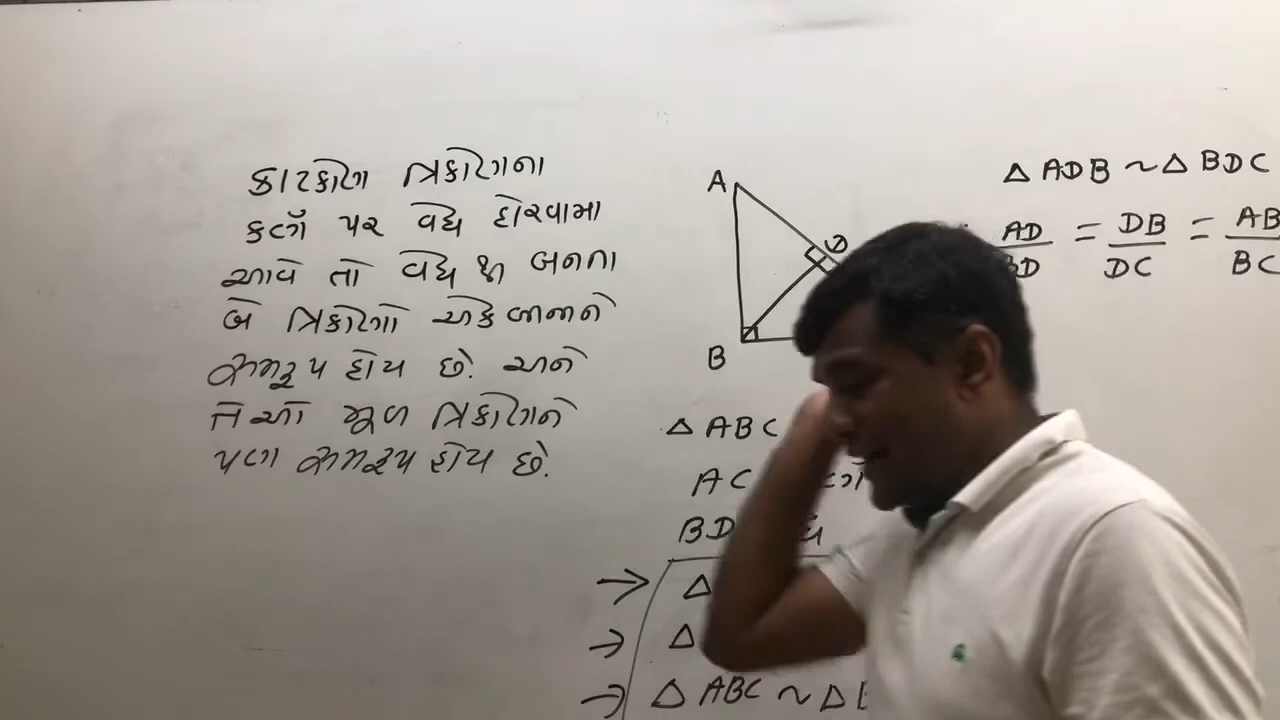 કાટકોણ ત્રિકોણના
કર્ણ પર વેધ દોરવામા
આવે તો વેધ થી બનતા
બે ત્રિકોણો એકબીજાને
સમરૂપ હોય છે. અને
તેઓ મૂળ ત્રિકોણને
પણ સમરૂપ હોય છે.
A
D
B
△ ABC
AC
BD
→ △
→ △
→ △ ABC ~ △
△ ADB ~ △ BDC
AD/BD = DB/DC = AB/BC